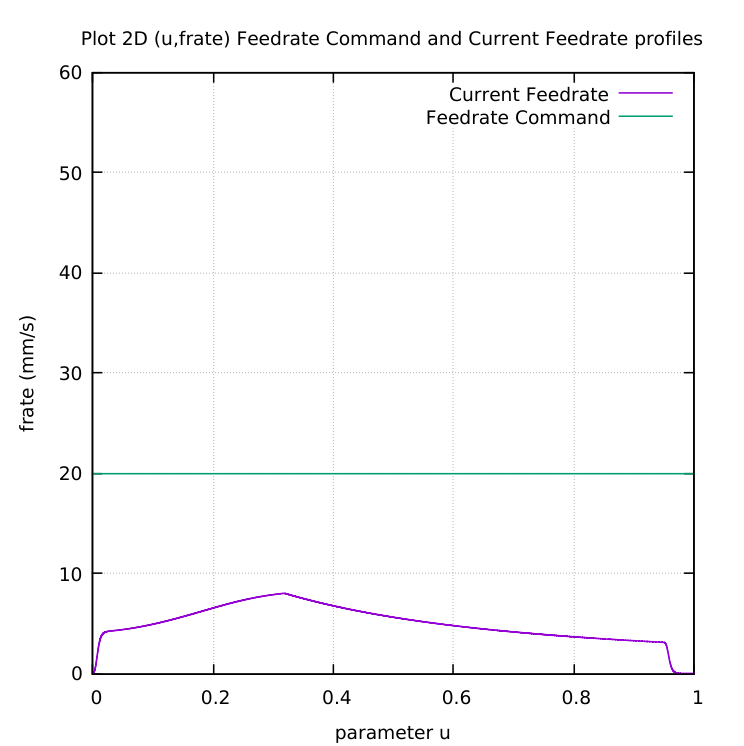 Plot 2D (u,frate) Feedrate Command and Current Feedrate profiles
Current Feedrate
Feedrate Command
60
50
40
30
20
10
0
frate (mm/s)
0 0.2 0.4 0.6 0.8 1
parameter u